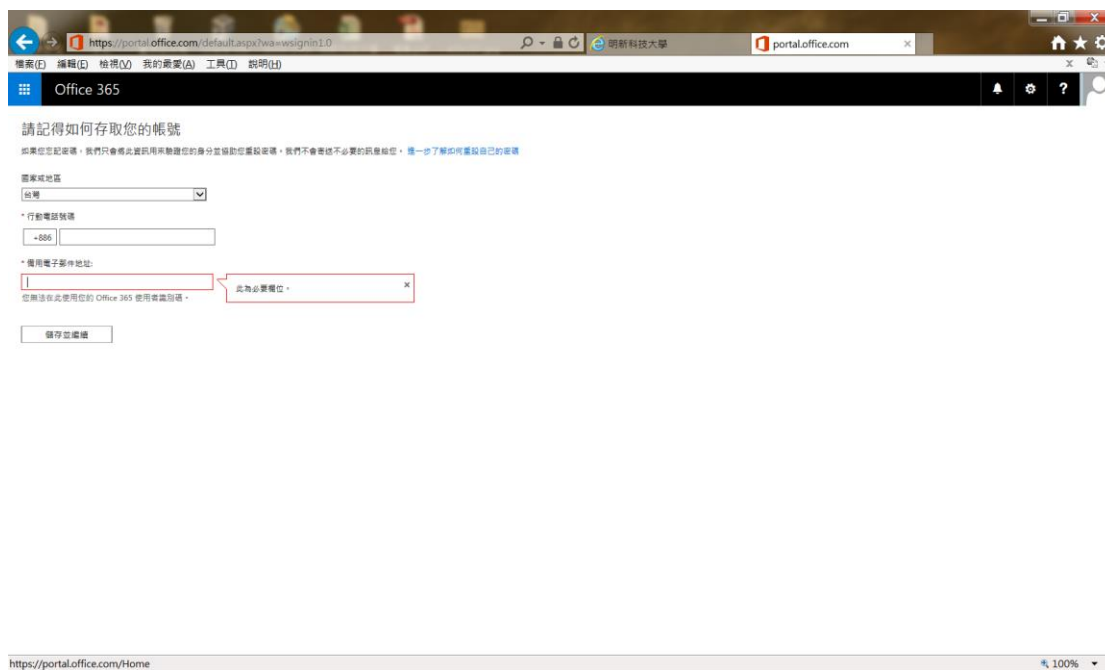 https://portal.office.com/default.aspx?wa=wsignin1.0
明新科技大學
portal.office.com
檔案(F) 編輯(E) 檢視(V) 我的最愛(A) 工具(T) 說明(H)
Office 365
請記得如何存取您的帳號
如果您忘記密碼，我們只會將此資訊用來驗證您的身分並協助您重設密碼，我們不會寄送不必要的訊息給您。 進一步了解如何重設自己的密碼
國家或地區
台灣
* 行動電話號碼
+886
* 備用電子郵件地址:
此為必要欄位。
您無法在此使用您的 Office 365 使用者識別碼。
儲存並繼續
https://portal.office.com/Home
100%